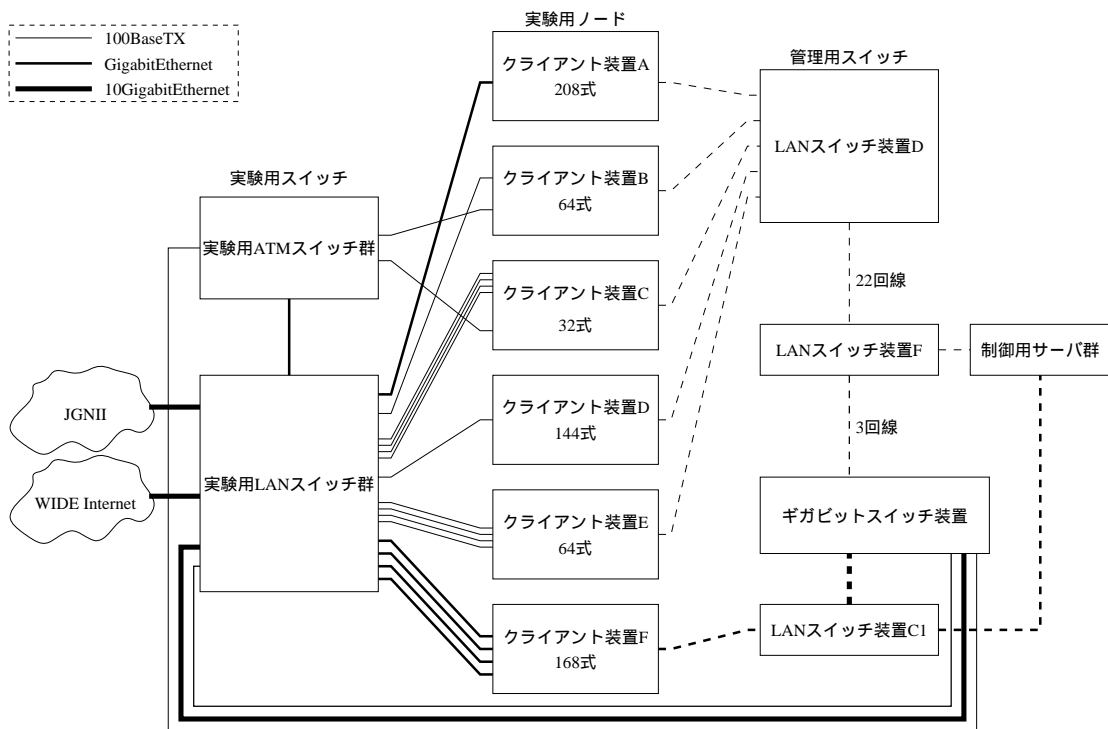 100BaseTX
GigabitEthernet
10GigabitEthernet
実験用ノード
クライアント装置A
208式
クライアント装置B
64式
クライアント装置C
32式
クライアント装置D
144式
クライアント装置E
64式
クライアント装置F
168式
実験用スイッチ
実験用ATMスイッチ群
実験用LANスイッチ群
JGNII
WIDE Internet
管理用スイッチ
LANスイッチ装置D
22回線
LANスイッチ装置F
制御用サーバ群
3回線
ギガビットスイッチ装置
LANスイッチ装置C1